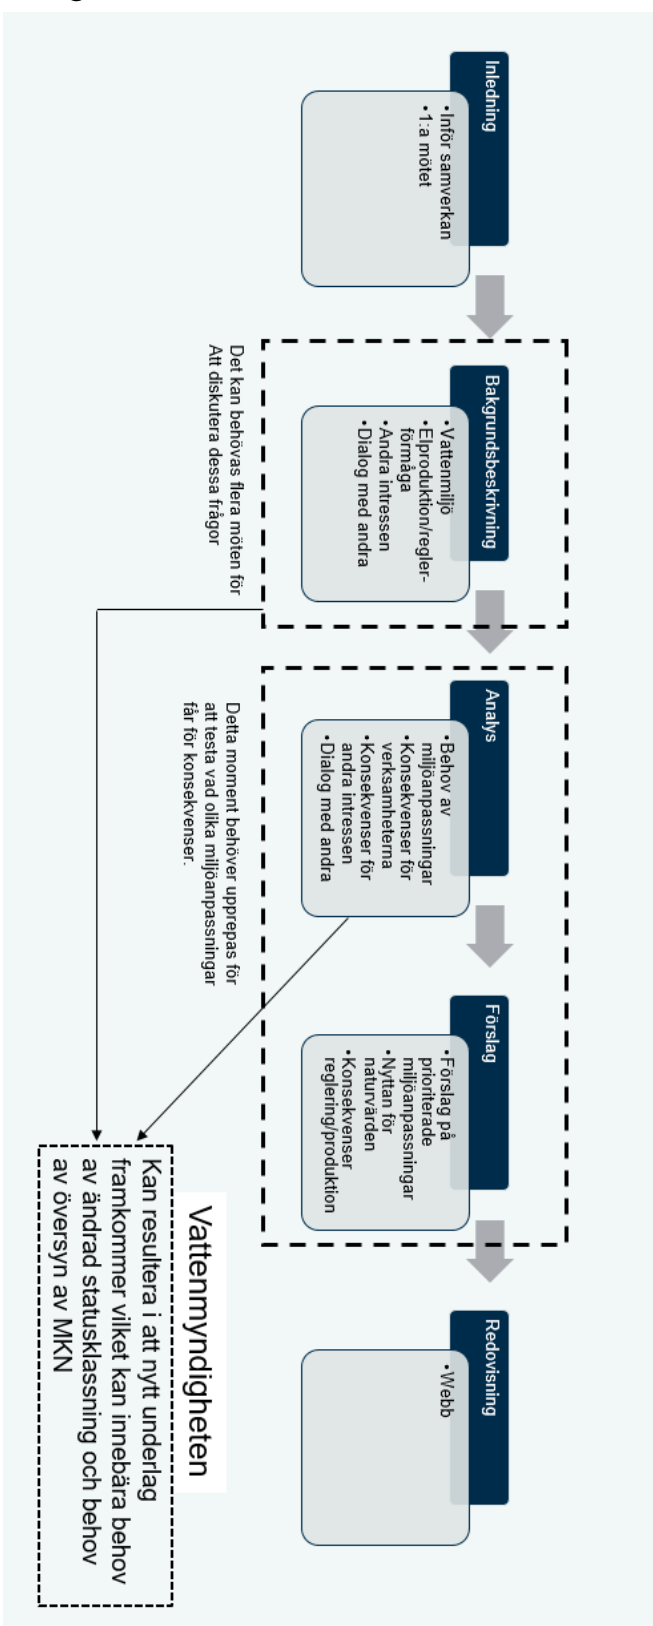 Inledning
•Inför samverkan
•1:a mötet
Bakgrundsbeskrivning
•Vattenmiljö
•Elproduktion/regler-
förmåga
•Andra intressen
•Dialog med andra
Det kan behövas flera möten för
Att diskutera dessa frågor
Analys
•Behov av
miljöanpassningar
•Konsekvenser för
verksamheterna
•Konsekvenser för
andra intressen
•Dialog med andra
Detta moment behöver upprepas för
att testa vad olika miljöanpassningar
får för konsekvenser.
Förslag
•Förslag på
prioriterade
miljöanpassningar
•Nyttan för
naturvärden
•Konsekvenser
reglering/produktion
Redovisning
•Webb
Vattenmyndigheten
Kan resultera i att nytt underlag
framkommer vilket kan innebära behov
av ändrad statusklassning och behov
av översyn av MKN